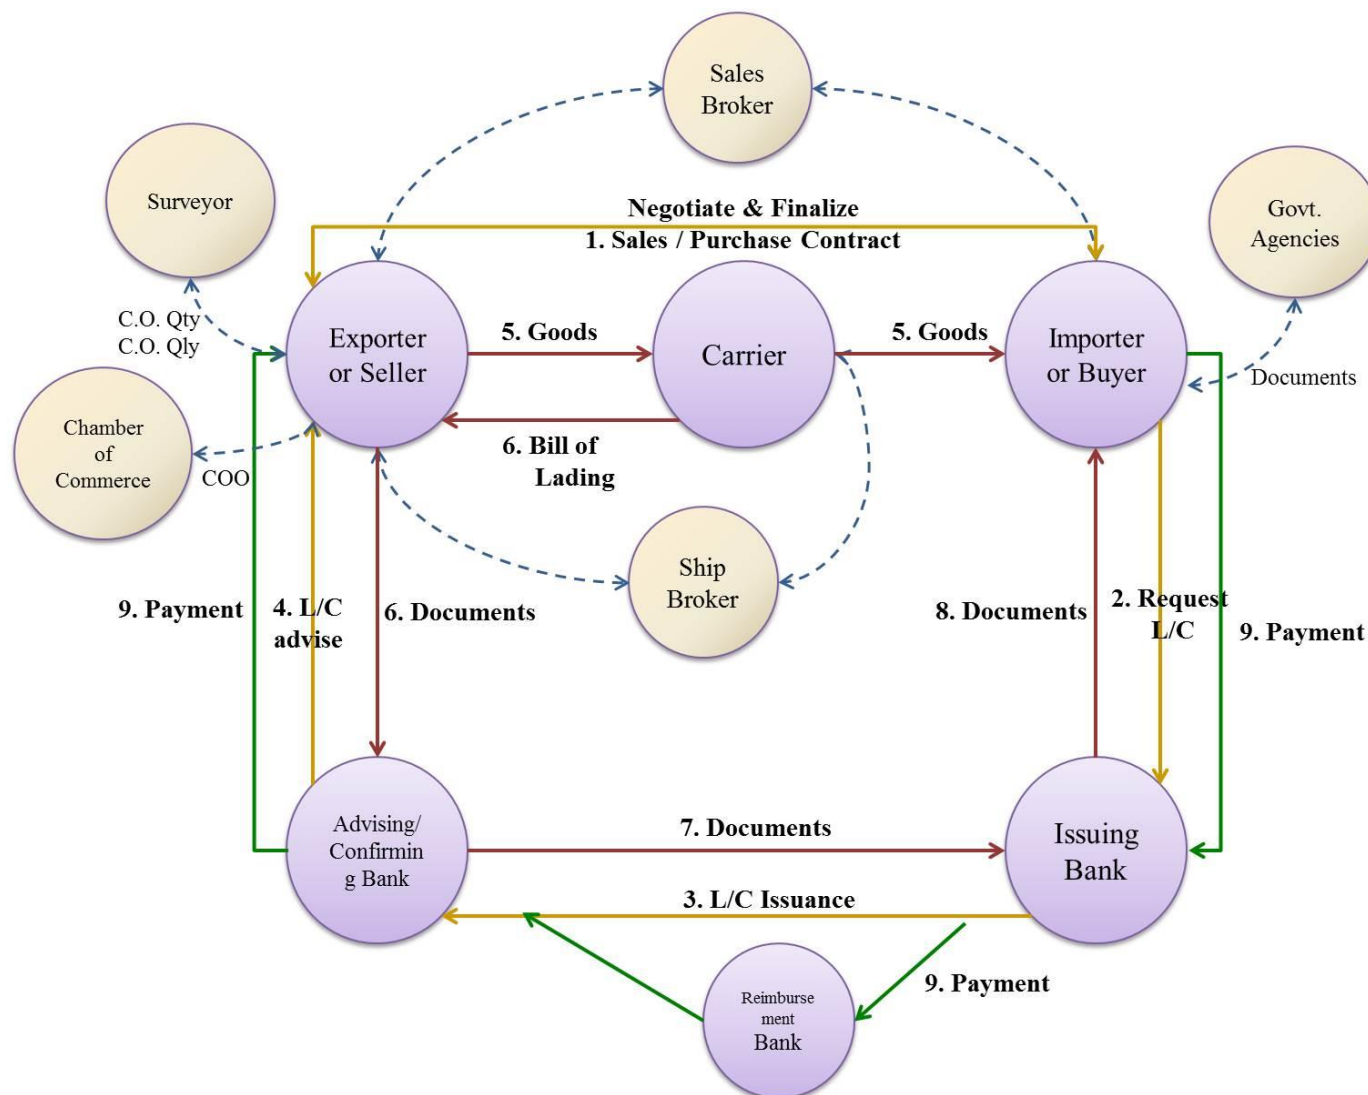 Sales
Broker
Surveyor
Govt.
Agencies
Negotiate & Finalize
1. Sales / Purchase Contract
C.O. Qty
C.O. Qly
Exporter
or Seller
5. Goods
Carrier
5. Goods
Importer
or Buyer
Documents
Chamber
of
Commerce
COO
6. Bill of
Lading
Ship
Broker
9. Payment
4. L/C
advise
6. Documents
8. Documents
2. Request
L/C
9. Payment
Advising/
Confirmin
g Bank
7. Documents
Issuing
Bank
3. L/C Issuance
9. Payment
Reimburse
ment
Bank